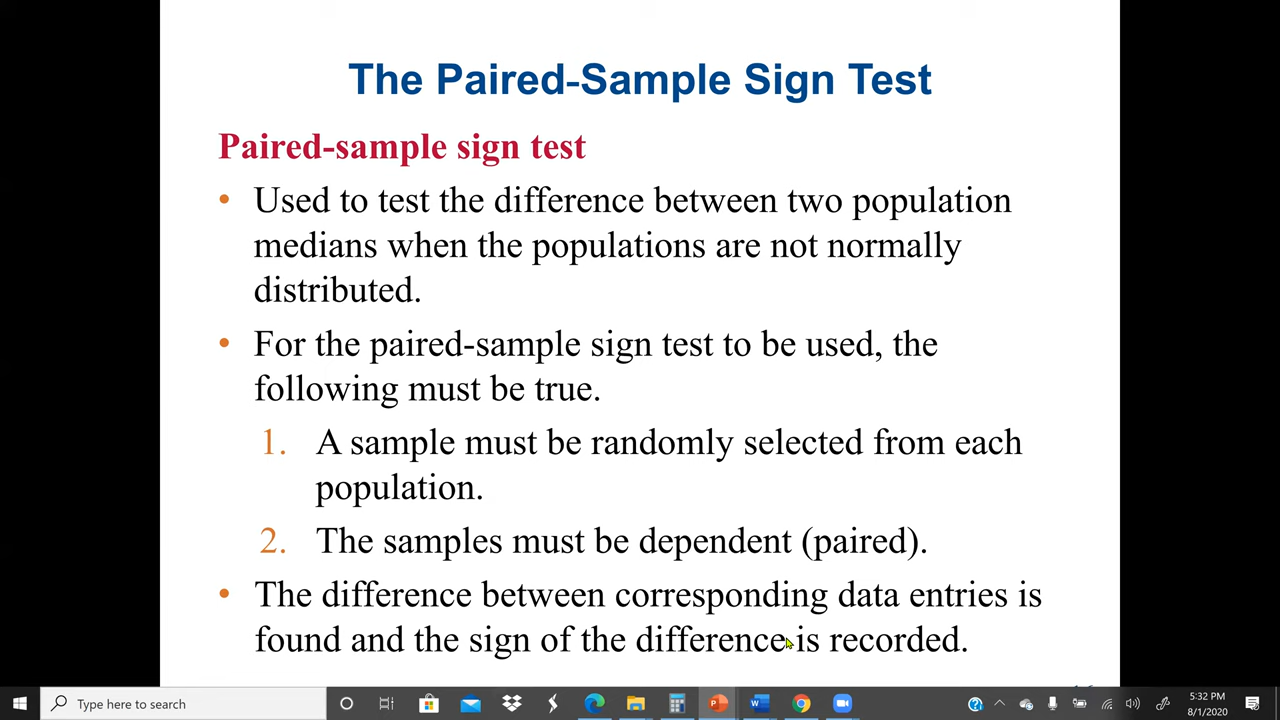 The Paired-Sample Sign Test
Paired-sample sign test
• Used to test the difference between two population
medians when the populations are not normally
distributed.
• For the paired-sample sign test to be used, the
following must be true.
1. A sample must be randomly selected from each
population.
2. The samples must be dependent (paired).
• The difference between corresponding data entries is
found and the sign of the difference is recorded.
Type here to search
5:32 PM
8/1/2020